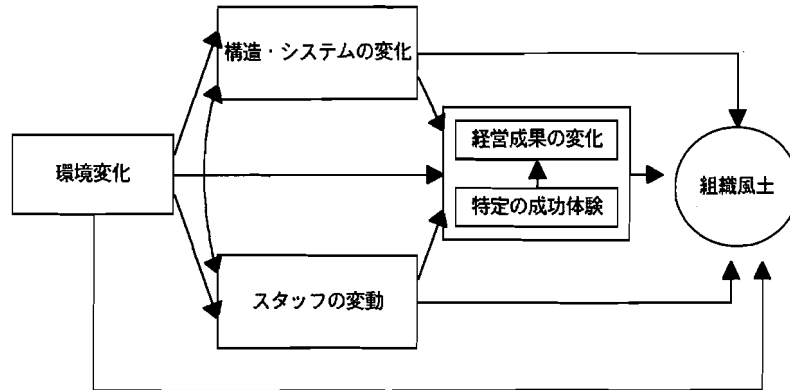 構造・システムの変化
環境変化
経営成果の変化
特定の成功体験
組織風土
スタッフの変動